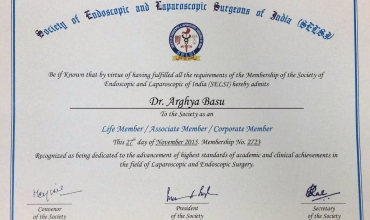 Society of Endoscopic and Laparoscopic Surgeons of India (SELSI)
SELSI
Be if Known that by virtue of having fulfilled all the requirements of the Membership of the Society of
Endoscopic and Laparoscopic of India (SELSI) hereby admits
Dr. Arghya Basu
To the Society as an
Life Member / Associate Member / Corporate Member
This 27th day of November 2013. Membership No. 2723
Recognized as being dedicated to the advancement of highest standards of academic and clinical achievements in
the field of Laparoscopic and Endoscopic Surgery.
Convenor President Secretary
of the Society of the Society of the Society